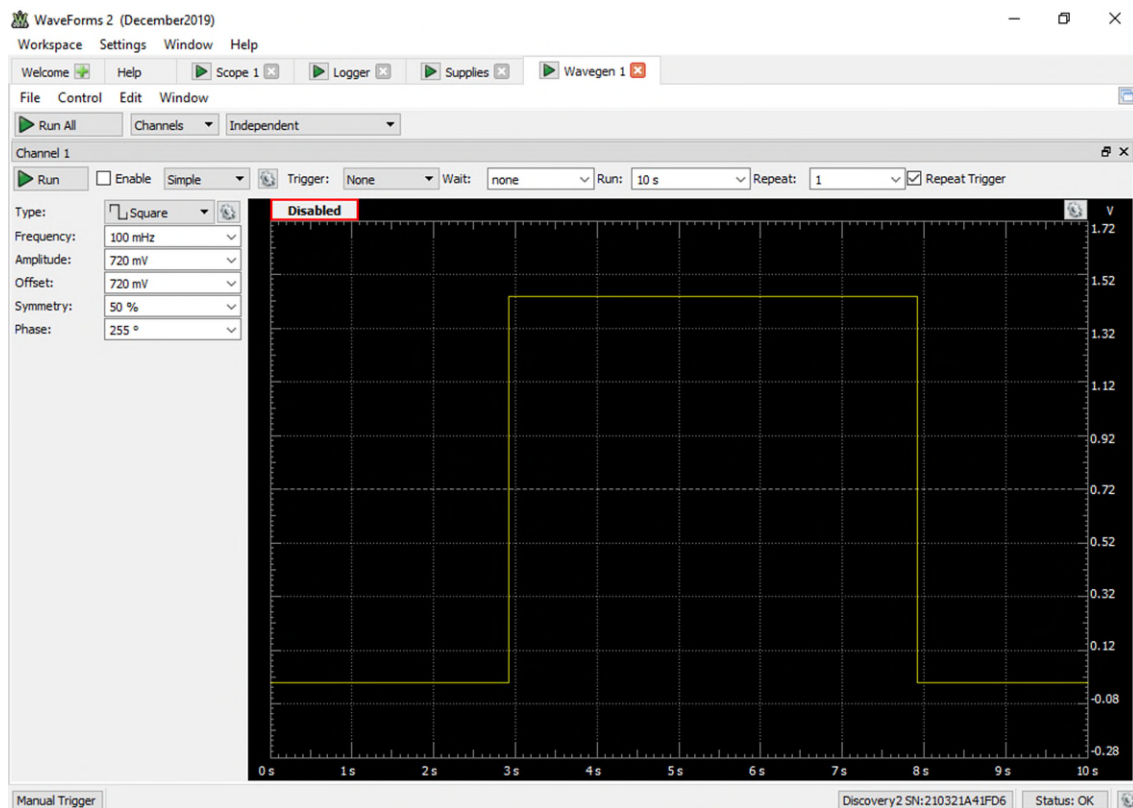 WaveForms 2 (December2019)
Workspace Settings Window Help
Welcome Help Scope 1 Logger Supplies Wavegen 1
File Control Edit Window
Run All Channels Independent
Channel 1
Run Enable Simple Trigger: None Wait: none Run: 10 s Repeat: 1 Repeat Trigger
Type: Square
Frequency: 100 mHz
Amplitude: 720 mV
Offset: 720 mV
Symmetry: 50 %
Phase: 255 °
Disabled
V
1.72
1.52
1.32
1.12
0.92
0.72
0.52
0.32
0.12
-0.08
-0.28
0 s 1 s 2 s 3 s 4 s 5 s 6 s 7 s 8 s 9 s 10 s
Manual Trigger Discovery2 SN:210321A41FD6 Status: OK